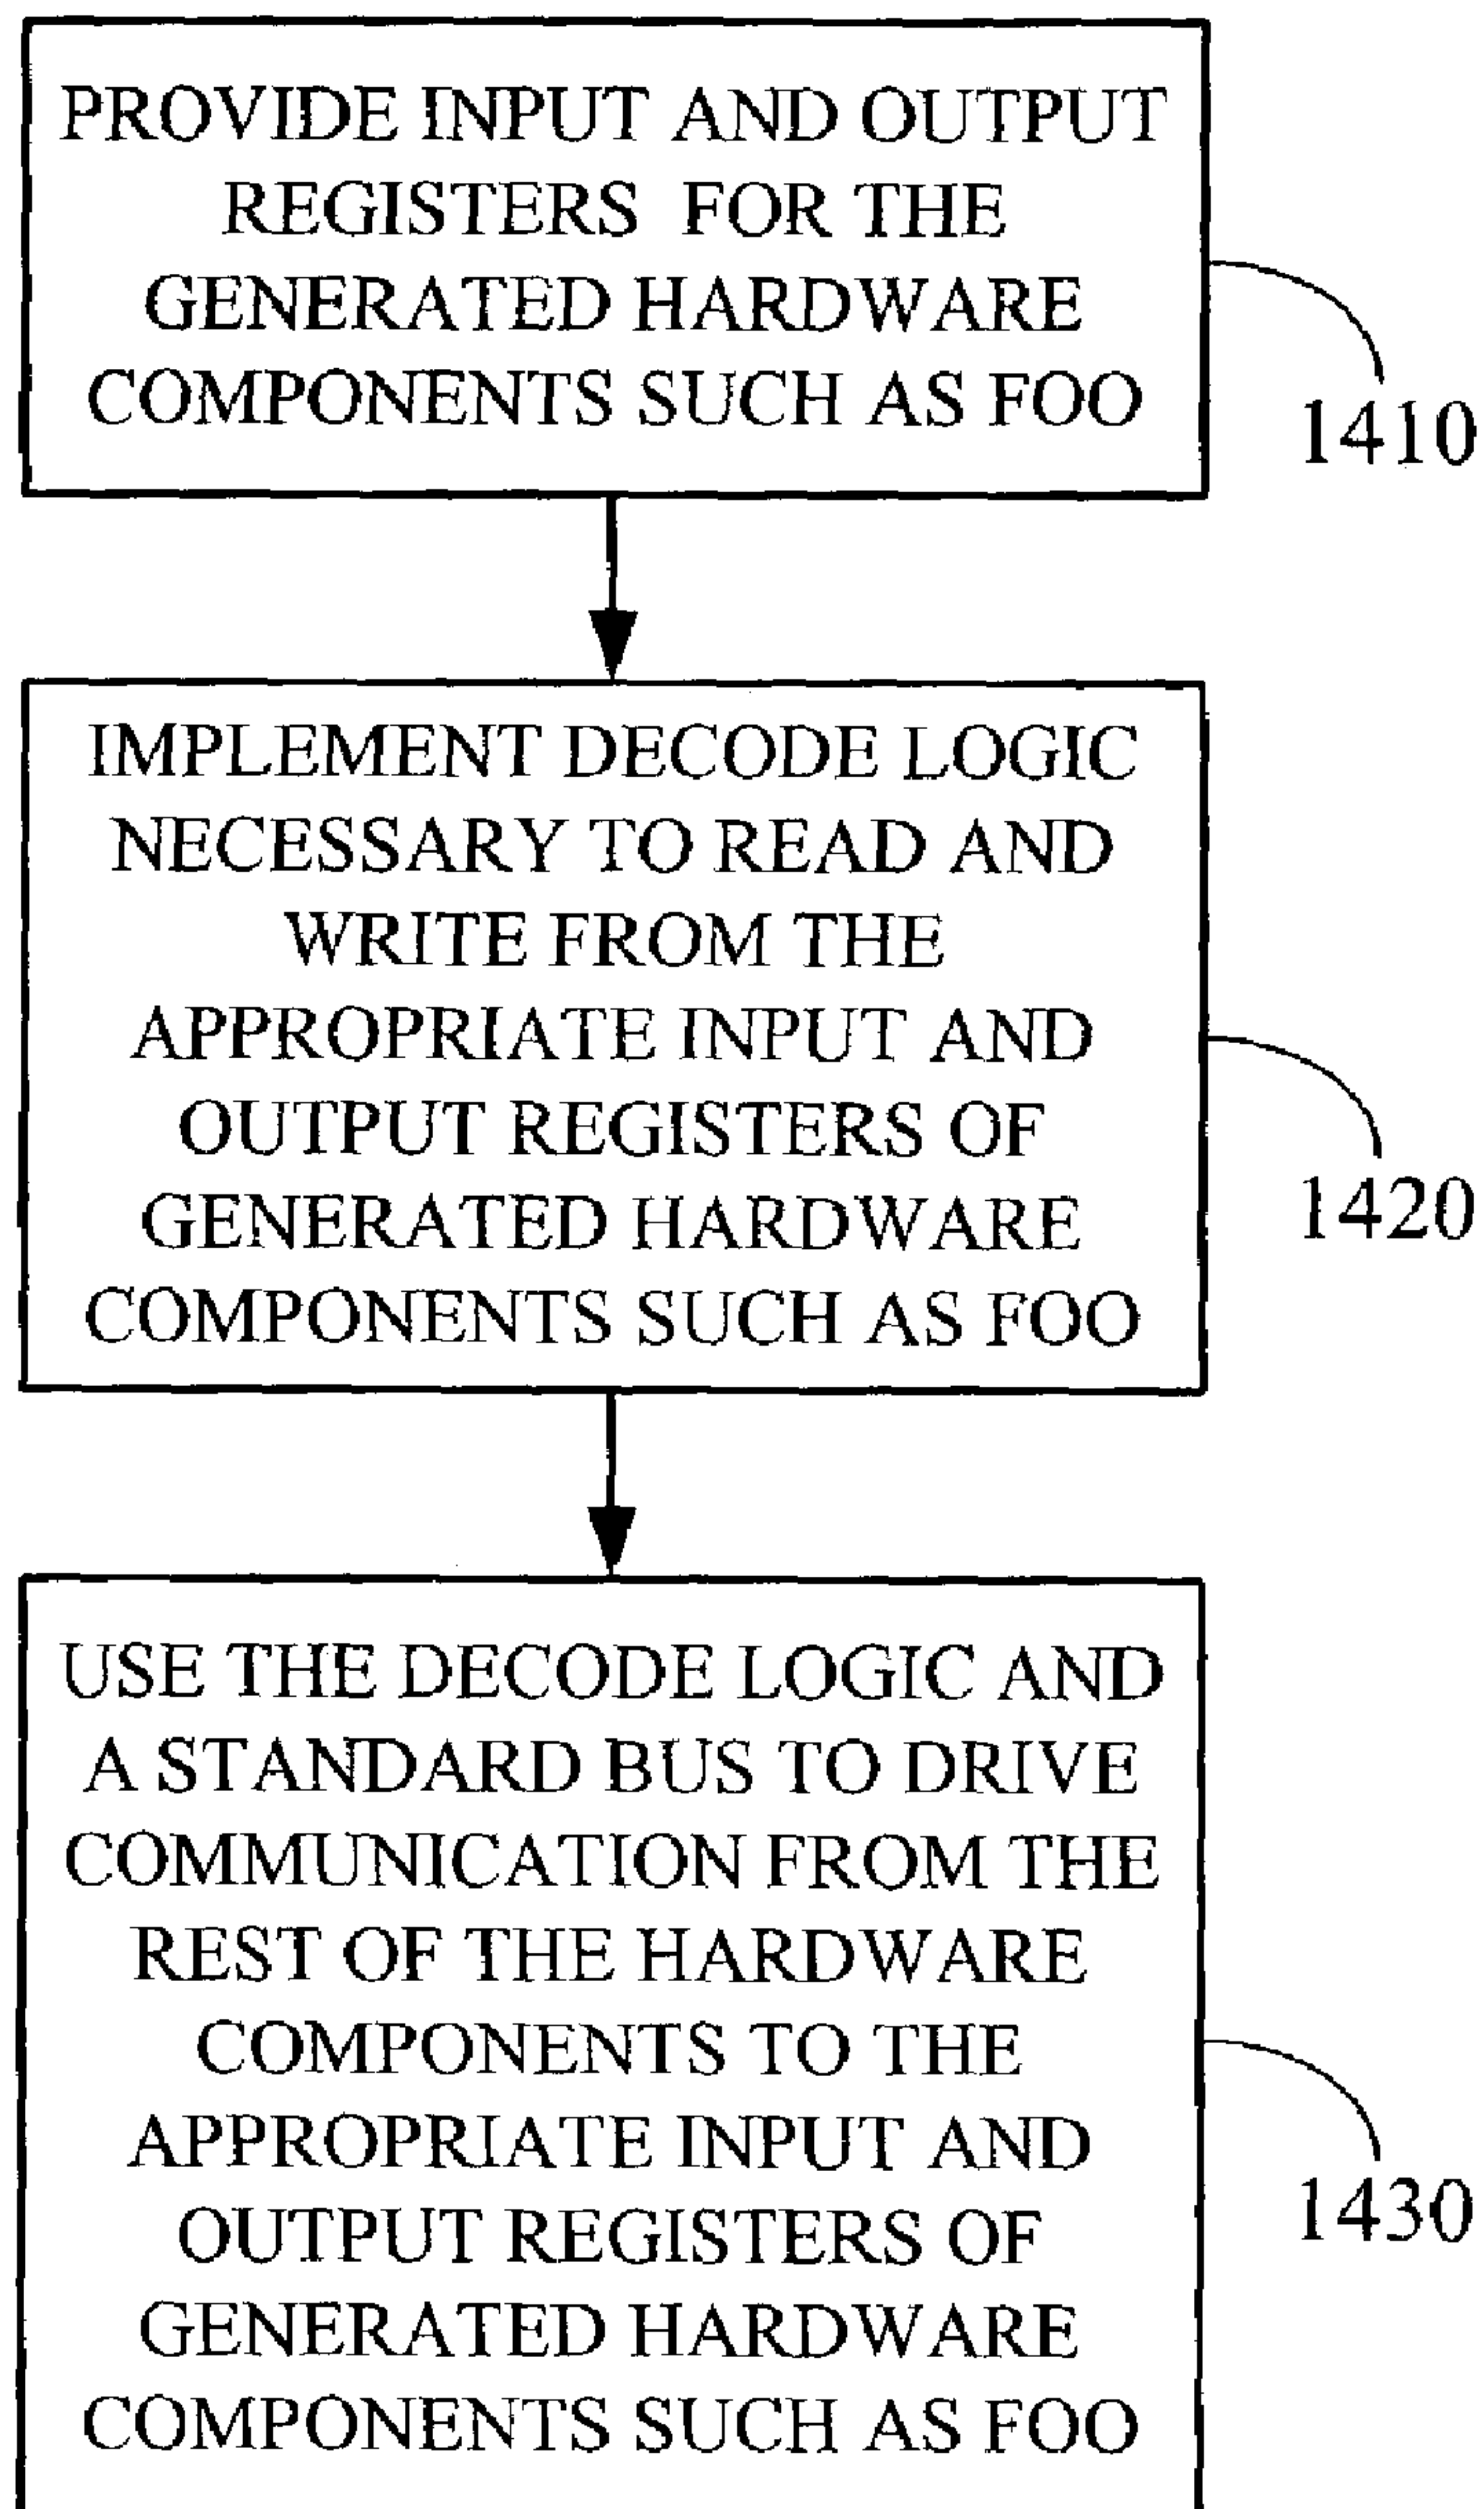 PROVIDE INPUT AND OUTPUT
REGISTERS FOR THE
GENERATED HARDWARE
COMPONENTS SUCH AS FOO
1410
IMPLEMENT DECODE LOGIC
NECESSARY TO READ AND
WRITE FROM THE
APPROPRIATE INPUT AND
OUTPUT REGISTERS OF
GENERATED HARDWARE
COMPONENTS SUCH AS FOO
1420
USE THE DECODE LOGIC AND
A STANDARD BUS TO DRIVE
COMMUNICATION FROM THE
REST OF THE HARDWARE
COMPONENTS TO THE
APPROPRIATE INPUT AND
OUTPUT REGISTERS OF
GENERATED HARDWARE
COMPONENTS SUCH AS FOO
1430